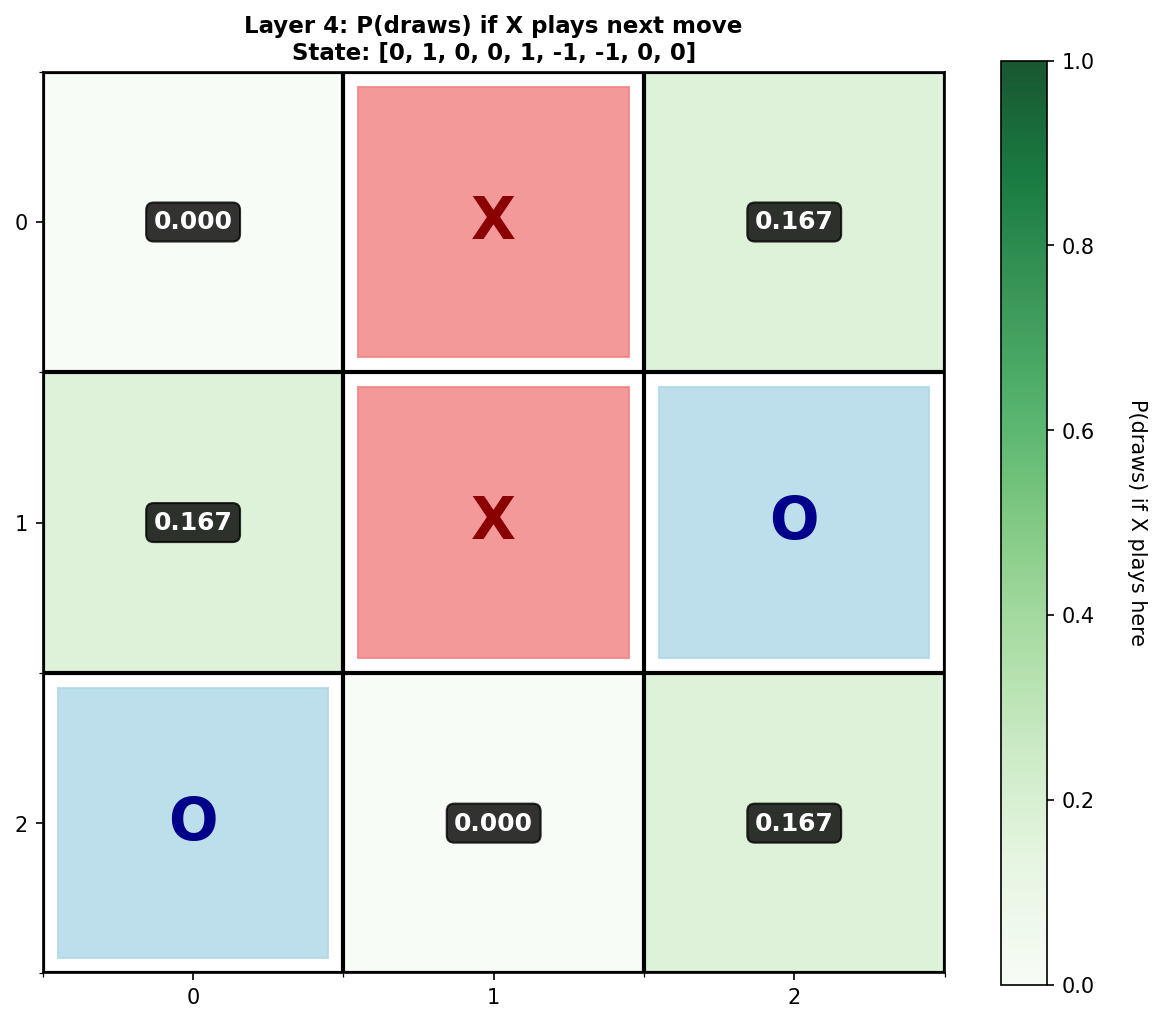 Layer 4: P(draws) if X plays next move
State: [0, 1, 0, 0, 1, -1, -1, 0, 0]
0
0.000
X
0.167
1
0.167
X
O
2
O
0.000
0.167
0
1
2
1.0
0.8
0.6
0.4
0.2
0.0
P(draws) if X plays here